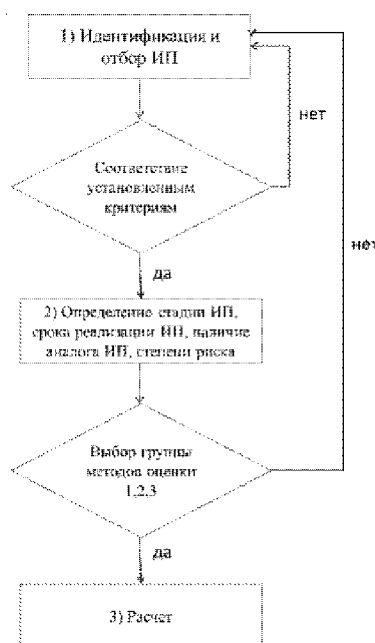 1) Идентификация и
отбор ИП
нет
Соответствие
установленным
критериям
нет
да
2) Определение стадии ИП,
срока реализации ИП, наличие
аналога ИП, степени риска
Выбор группы
методов оценки
1,2,3
да
3) Расчет